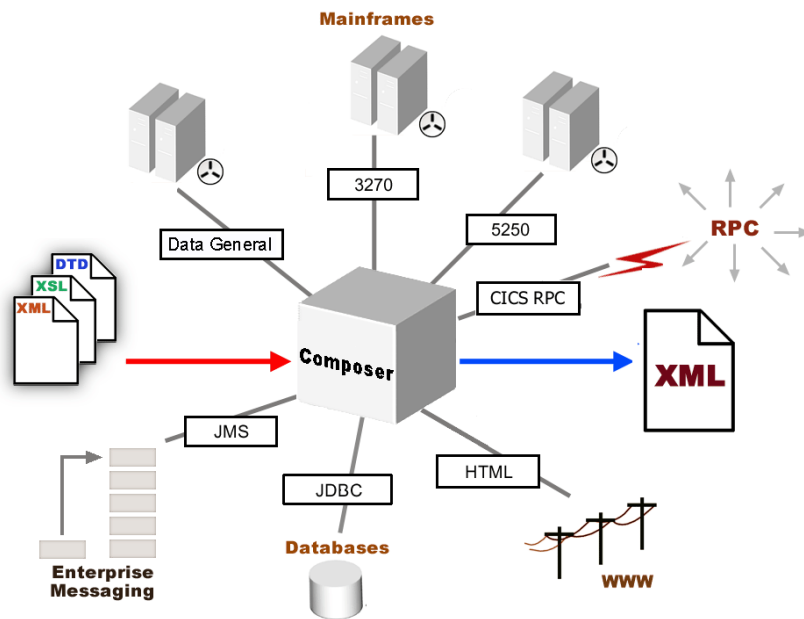 Mainframes
3270
Data General
5250
RPC
CICS RPC
DTD
XSL
XML
Composer
XML
JMS
HTML
JDBC
Databases
Enterprise
Messaging
WWW